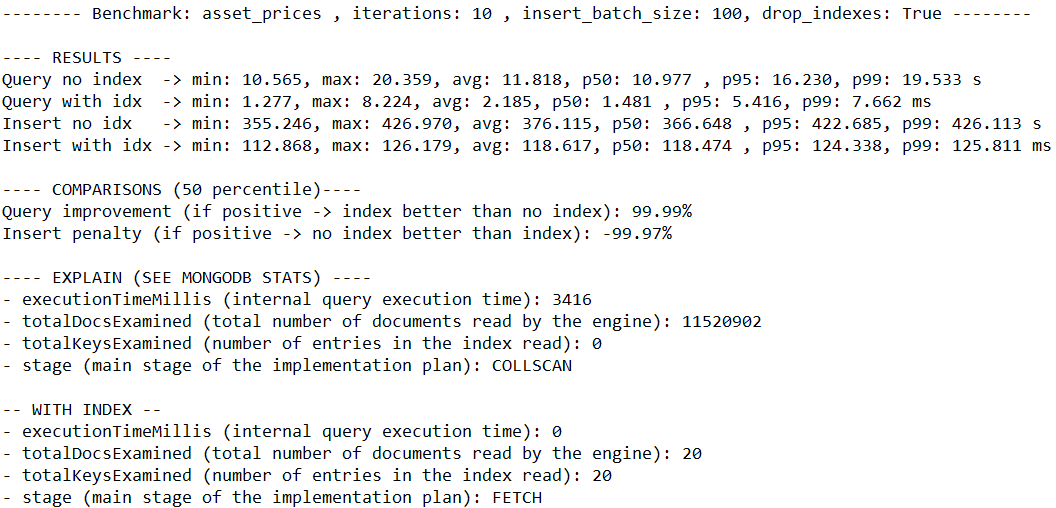 -------- Benchmark: asset_prices , iterations: 10 , insert_batch_size: 100, drop_indexes: True --------
---- RESULTS ----
Query no index  -> min: 10.565, max: 20.359, avg: 11.818, p50: 10.977 , p95: 16.230, p99: 19.533 s
Query with idx  -> min: 1.277, max: 8.224, avg: 2.185, p50: 1.481 , p95: 5.416, p99: 7.662 ms
Insert no idx   -> min: 355.246, max: 426.970, avg: 376.115, p50: 366.648 , p95: 422.685, p99: 426.113 s
Insert with idx -> min: 112.868, max: 126.179, avg: 118.617, p50: 118.474 , p95: 124.338, p99: 125.811 ms
---- COMPARISONS (50 percentile)----
Query improvement (if positive -> index better than no index): 99.99%
Insert penalty (if positive -> no index better than index): -99.97%
---- EXPLAIN (SEE MONGODB STATS) ----
- executionTimeMillis (internal query execution time): 3416
- totalDocsExamined (total number of documents read by the engine): 11520902
- totalKeysExamined (number of entries in the index read): 0
- stage (main stage of the implementation plan): COLLSCAN
-- WITH INDEX --
- executionTimeMillis (internal query execution time): 0
- totalDocsExamined (total number of documents read by the engine): 20
- totalKeysExamined (number of entries in the index read): 20
- stage (main stage of the implementation plan): FETCH